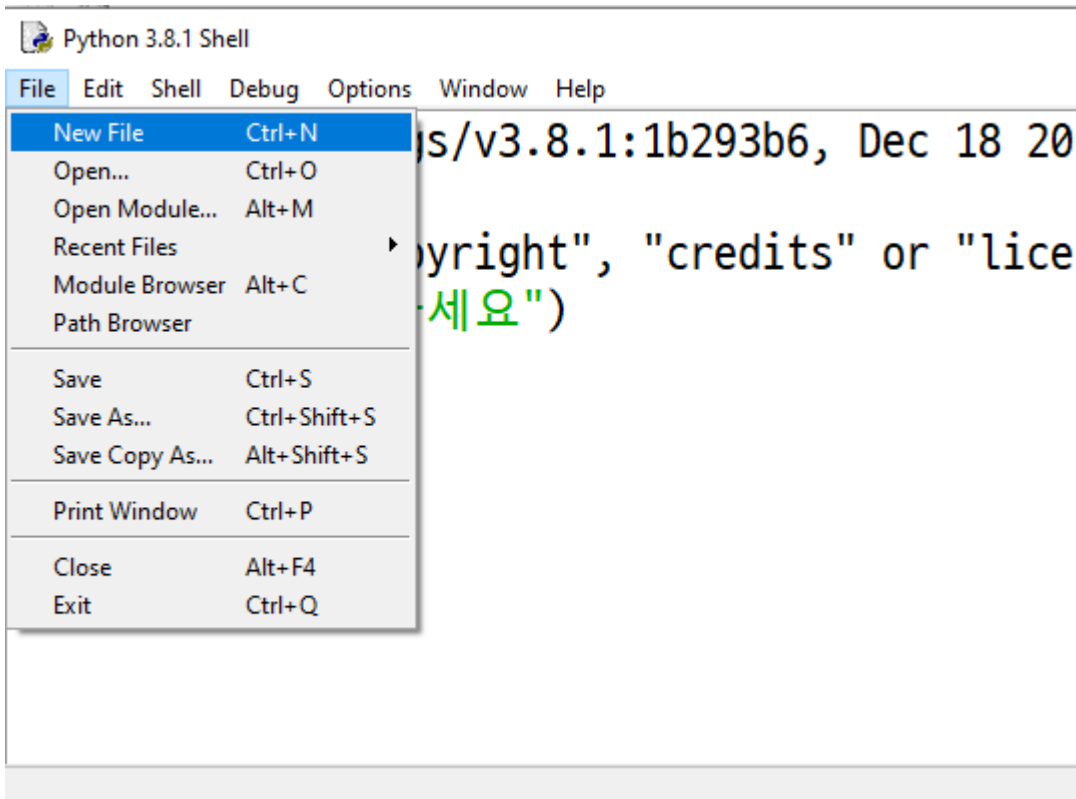 Python 3.8.1 Shell
File Edit Shell Debug Options Window Help
New File Ctrl+N
Open... Ctrl+O
Open Module... Alt+M
Recent Files
Module Browser Alt+C
Path Browser
Save Ctrl+S
Save As... Ctrl+Shift+S
Save Copy As... Alt+Shift+S
Print Window Ctrl+P
Close Alt+F4
Exit Ctrl+Q
gs/v3.8.1:1b293b6, Dec 18 20
pyright", "credits" or "lice
세요")